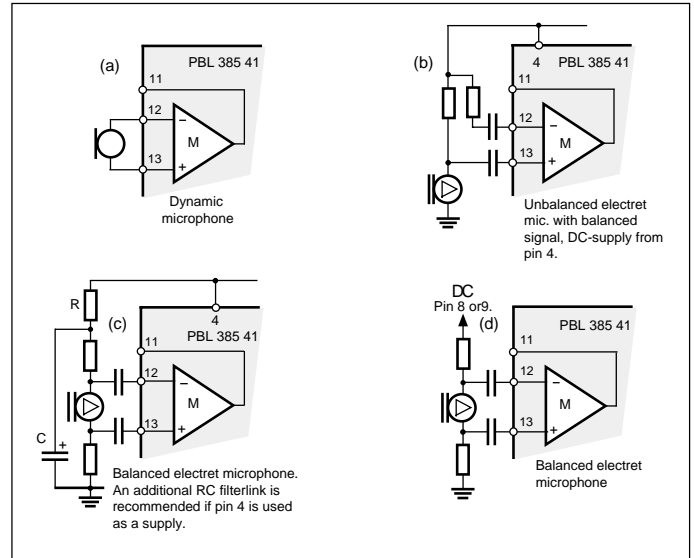 (a)
PBL 385 41
11
12
−
M
13
+
Dynamic
microphone
(b)
4
PBL 385 41
11
12
−
M
13
+
Unbalanced electret
mic. with balanced
signal, DC-supply from
pin 4.
R
(c)
4
PBL 385 41
11
12
−
M
13
+
C
+
Balanced electret microphone.
An additional RC filterlink is
recommended if pin 4 is used
as a supply.
DC
Pin 8 or9.
(d)
PBL 385 41
11
12
−
M
13
+
Balanced electret
microphone